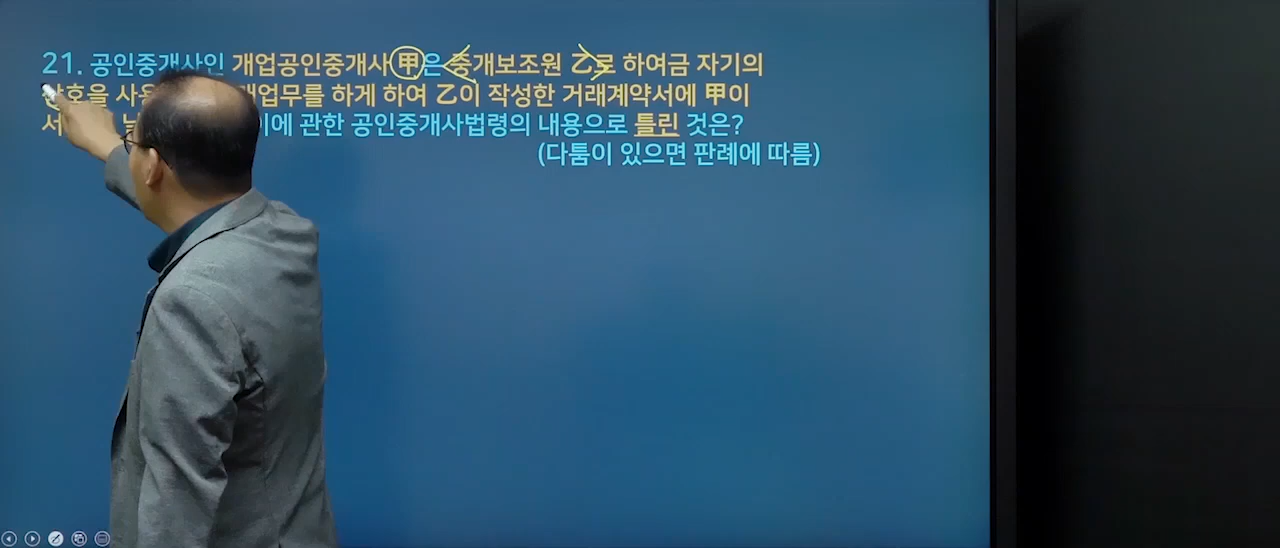 21. 공인중개사인 개업공인중개사 甲은 중개보조원 乙로 하여금 자기의
상호를 업무를 하게 하여 乙이 작성한 거래계약서에 甲이
이에 관한 공인중개사법령의 내용으로 틀린 것은?
(다툼이 있으면 판례에 따름)